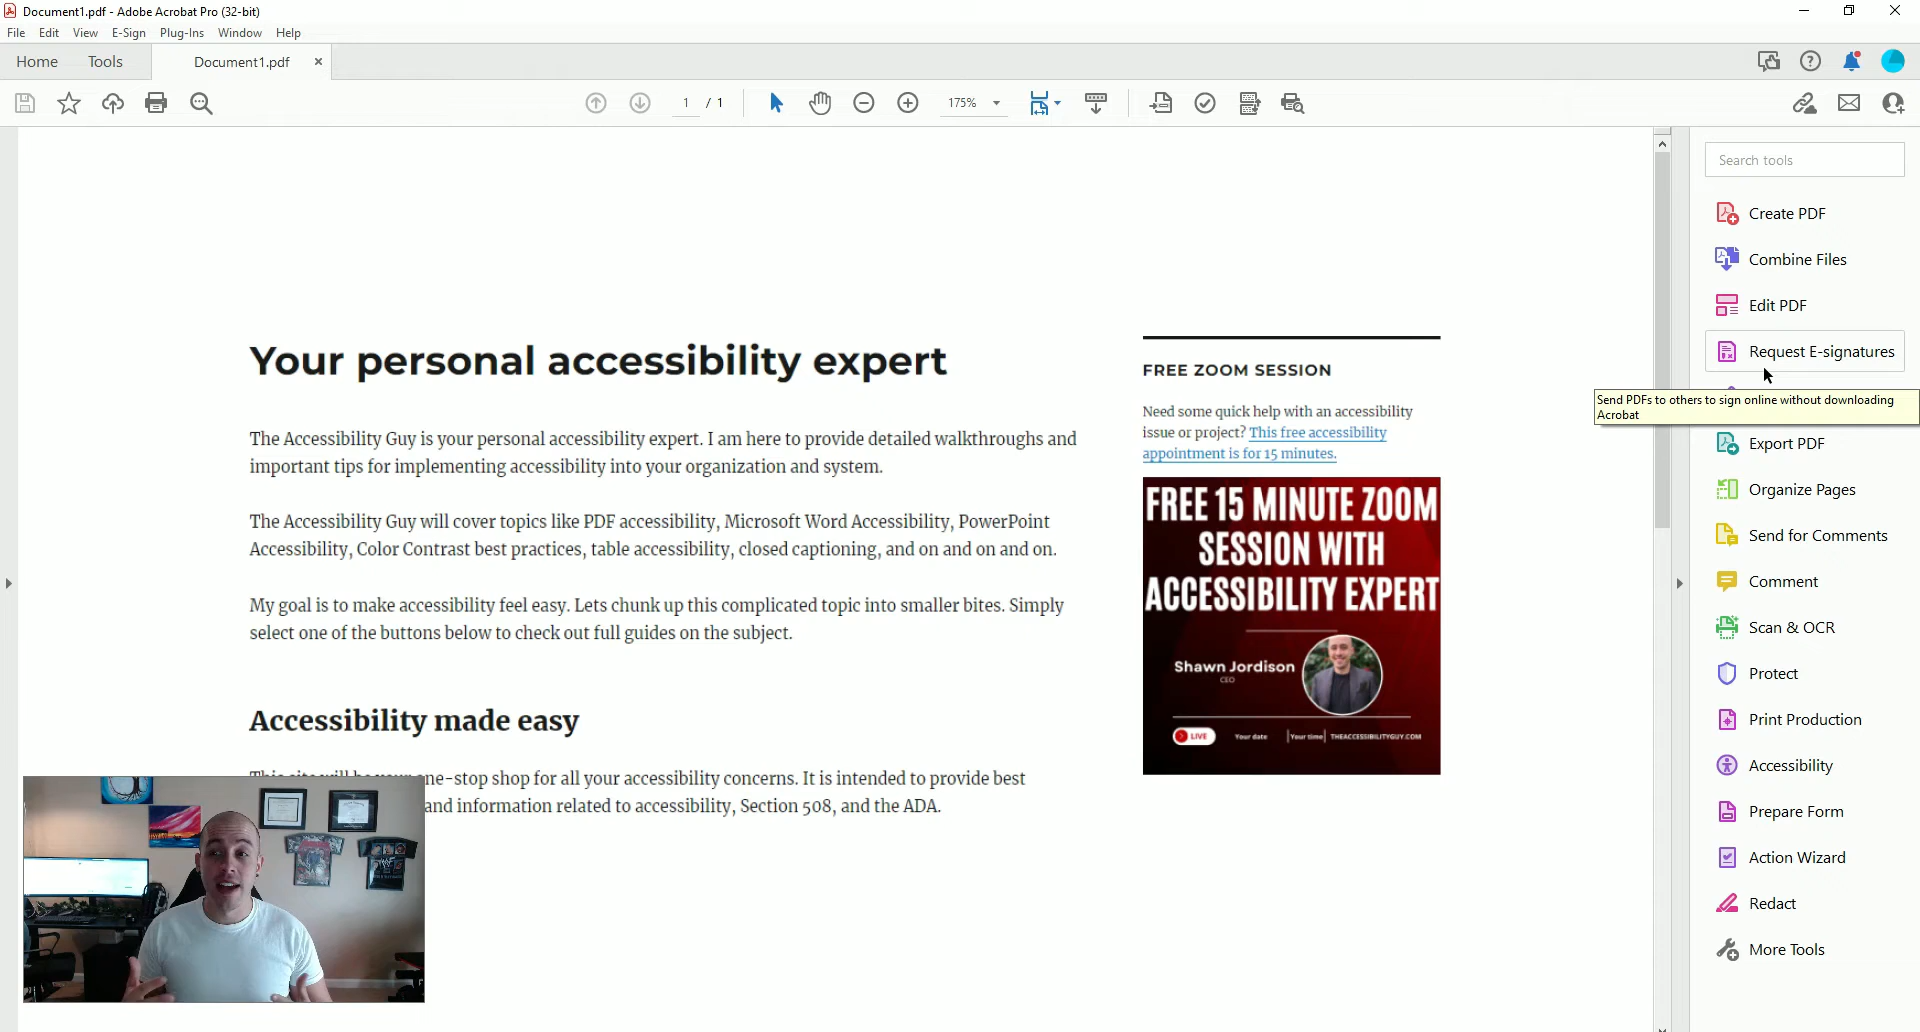 Document1.pdf - Adobe Acrobat Pro (32-bit)
File Edit View E-Sign Plug-Ins Window Help
Home Tools Document1.pdf
1 / 1 175%
Search tools
Create PDF
Combine Files
Edit PDF
Request E-signatures
Send PDFs to others to sign online without downloading
Acrobat
Export PDF
Organize Pages
Send for Comments
Comment
Scan & OCR
Protect
Print Production
Accessibility
Prepare Form
Action Wizard
Redact
More Tools
Your personal accessibility expert
The Accessibility Guy is your personal accessibility expert. I am here to provide detailed walkthroughs and
important tips for implementing accessibility into your organization and system.
The Accessibility Guy will cover topics like PDF accessibility, Microsoft Word Accessibility, PowerPoint
Accessibility, Color Contrast best practices, table accessibility, closed captioning, and on and on and on.
My goal is to make accessibility feel easy. Lets chunk up this complicated topic into smaller bites. Simply
select one of the buttons below to check out full guides on the subject.
Accessibility made easy
one-stop shop for all your accessibility concerns. It is intended to provide best
and information related to accessibility, Section 508, and the ADA.
FREE ZOOM SESSION
Need some quick help with an accessibility
issue or project? This free accessibility
appointment is for 15 minutes.
FREE 15 MINUTE ZOOM
SESSION WITH
ACCESSIBILITY EXPERT
Shawn Jordison
CEO
LIVE Your date Your time THEACCESSIBILITYGUY.COM